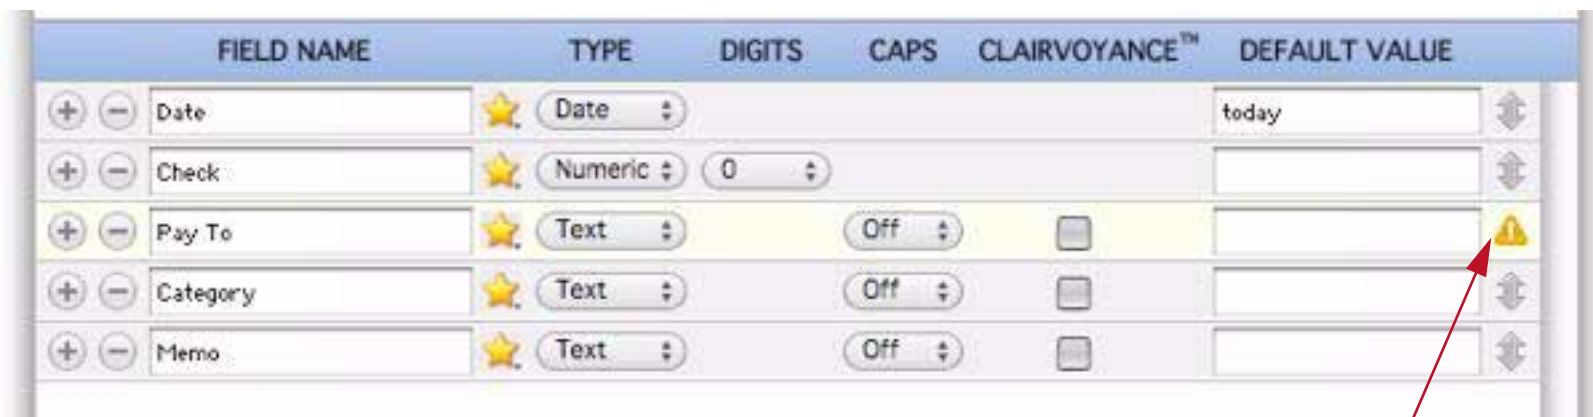 FIELD NAME TYPE DIGITS CAPS CLAIRVOYANCE™ DEFAULT VALUE
Date Date today
Check Numeric 0
Pay To Text Off
Category Text Off
Memo Text Off